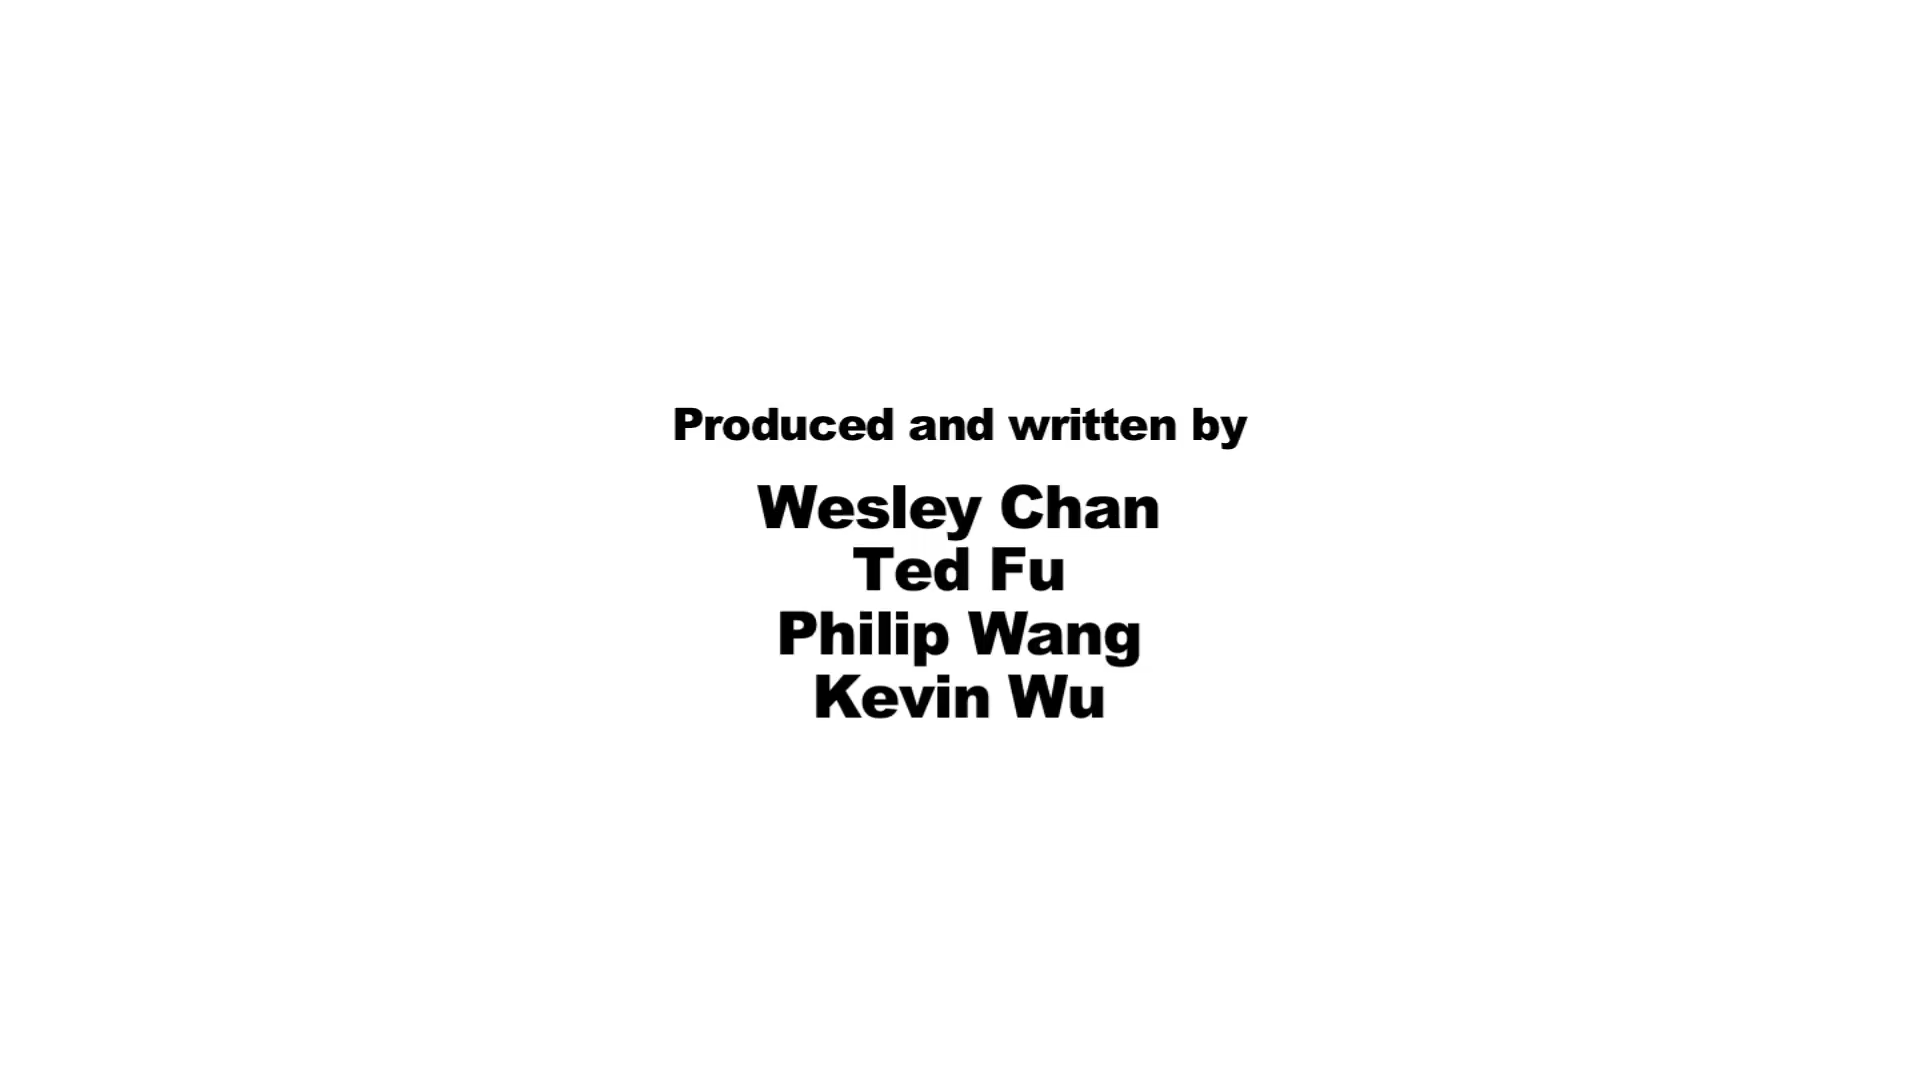 Produced and written by
Wesley Chan
Ted Fu
Philip Wang
Kevin Wu